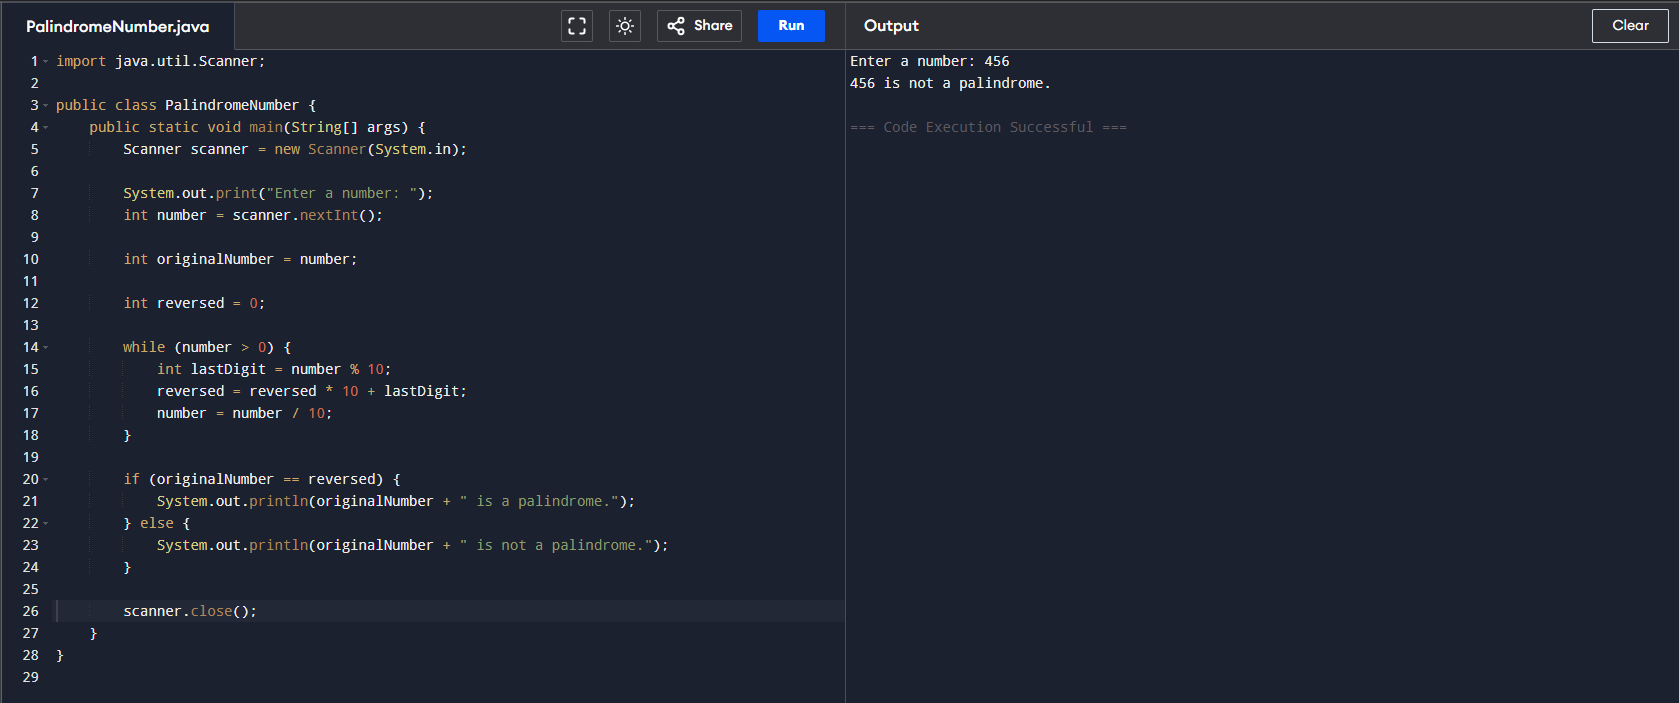 PalindromeNumber.java
Share
Run
Output
Clear
1 import java.util.Scanner;
2
3 public class PalindromeNumber {
4     public static void main(String[] args) {
5         Scanner scanner = new Scanner(System.in);
6
7         System.out.print("Enter a number: ");
8         int number = scanner.nextInt();
9
10         int originalNumber = number;
11
12         int reversed = 0;
13
14         while (number > 0) {
15             int lastDigit = number % 10;
16             reversed = reversed * 10 + lastDigit;
17             number = number / 10;
18         }
19
20         if (originalNumber == reversed) {
21             System.out.println(originalNumber + " is a palindrome.");
22         } else {
23             System.out.println(originalNumber + " is not a palindrome.");
24         }
25
26         scanner.close();
27     }
28 }
29
Enter a number: 456
456 is not a palindrome.
=== Code Execution Successful ===